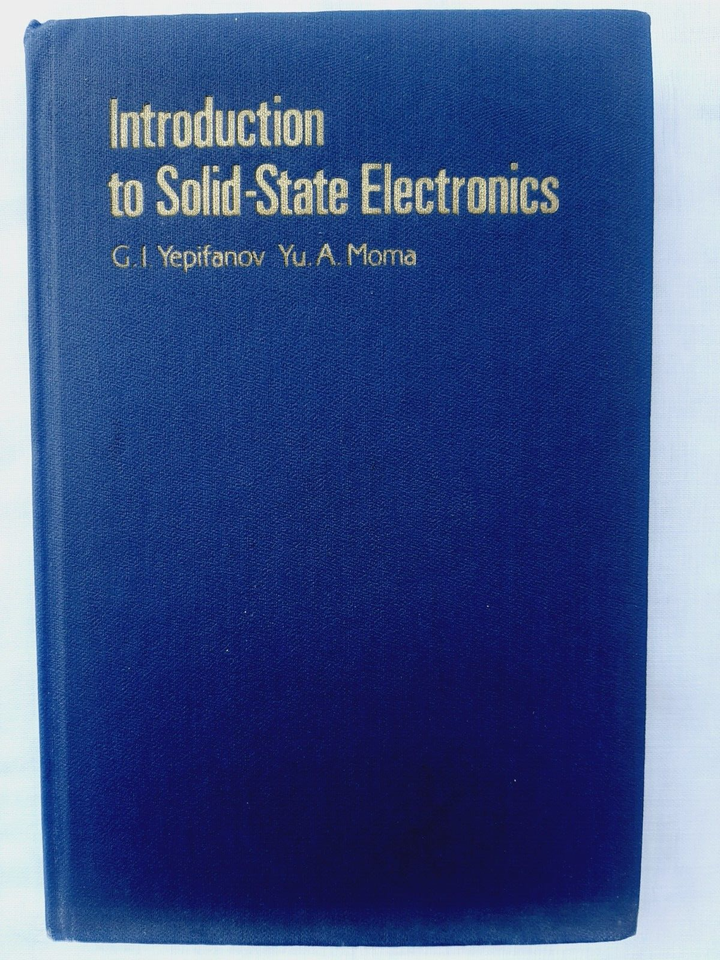 Introduction
to Solid-State Electronics
G. I. Yepifanov Yu. A. Moma